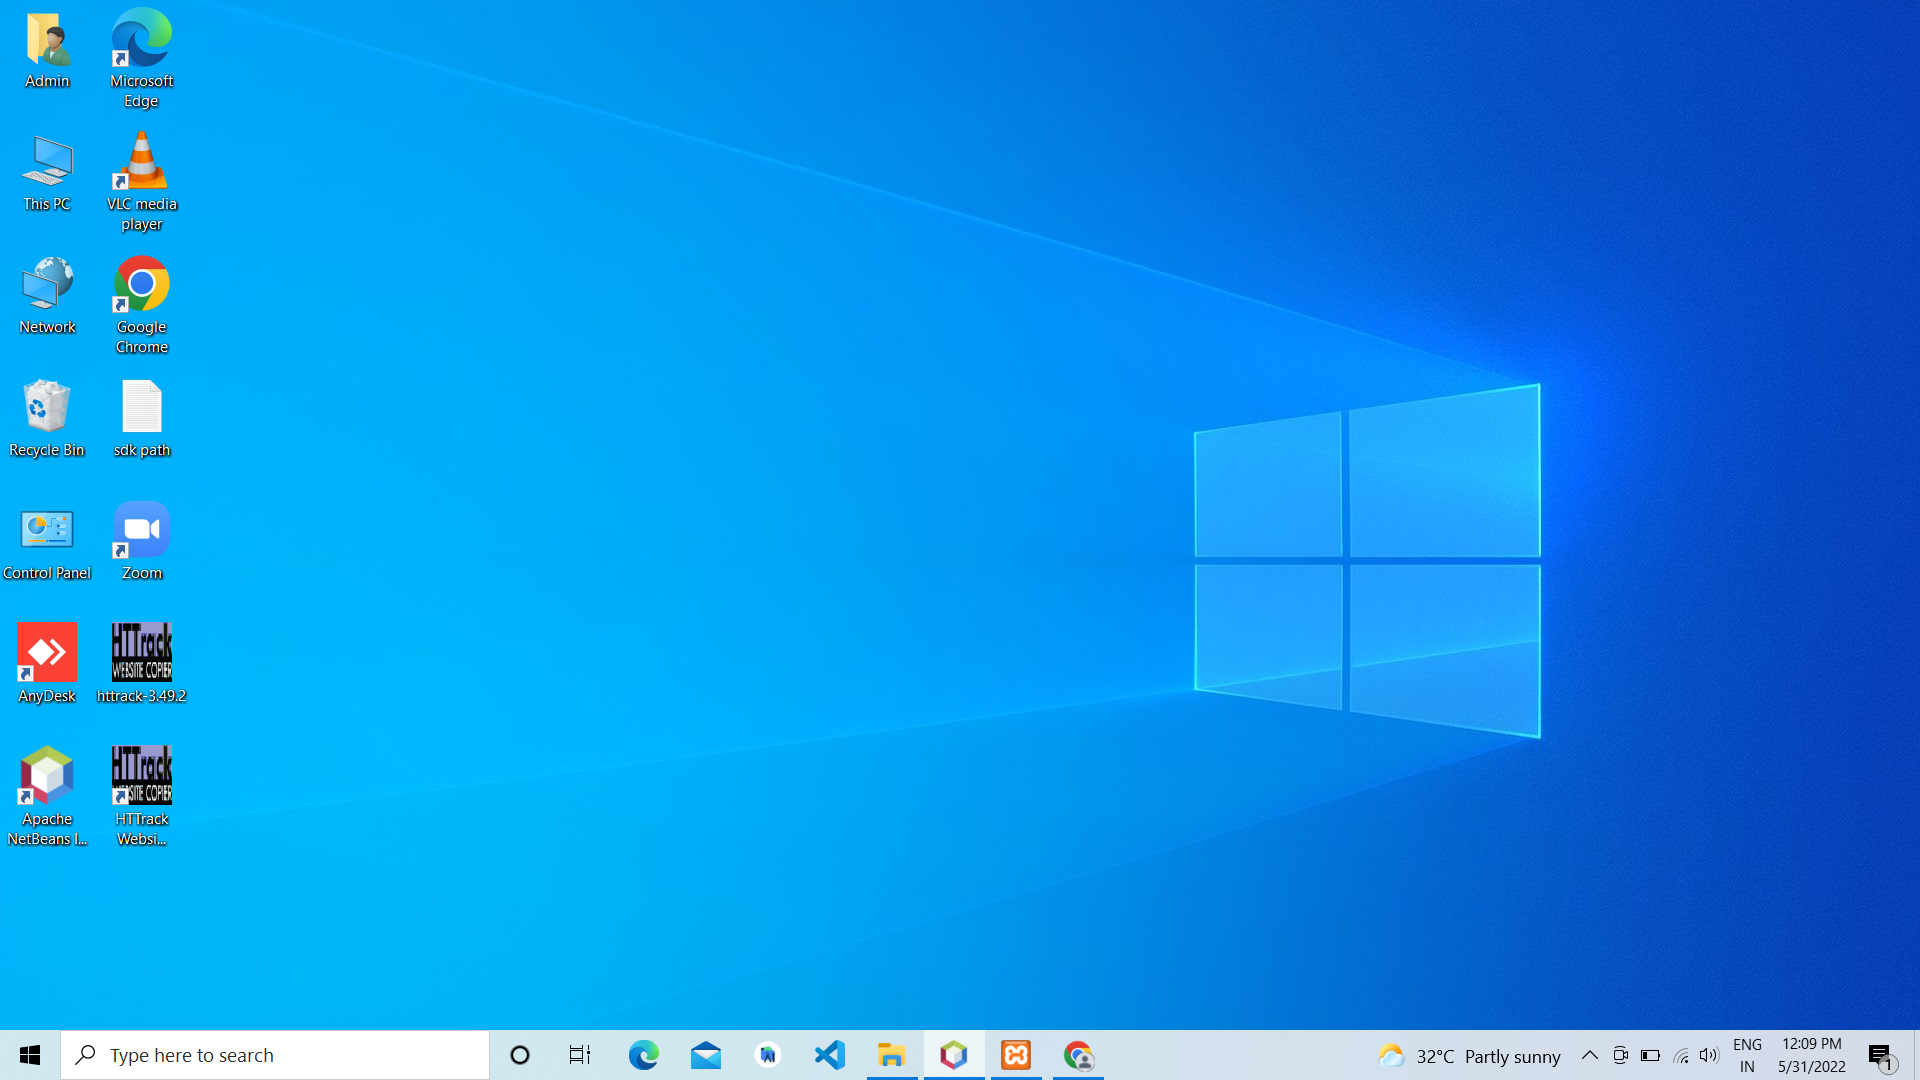 Admin
Microsoft
Edge
This PC
VLC media
player
Network
Google
Chrome
Recycle Bin
sdk path
Control Panel
Zoom
AnyDesk
HTTrack
WEBSITE COPIER
httrack-3.49.2
Apache
NetBeans I...
HTTrack
WEBSITE COPIER
HTTrack
Websi...
Type here to search
32°C Partly sunny
ENG
IN
12:09 PM
5/31/2022
1